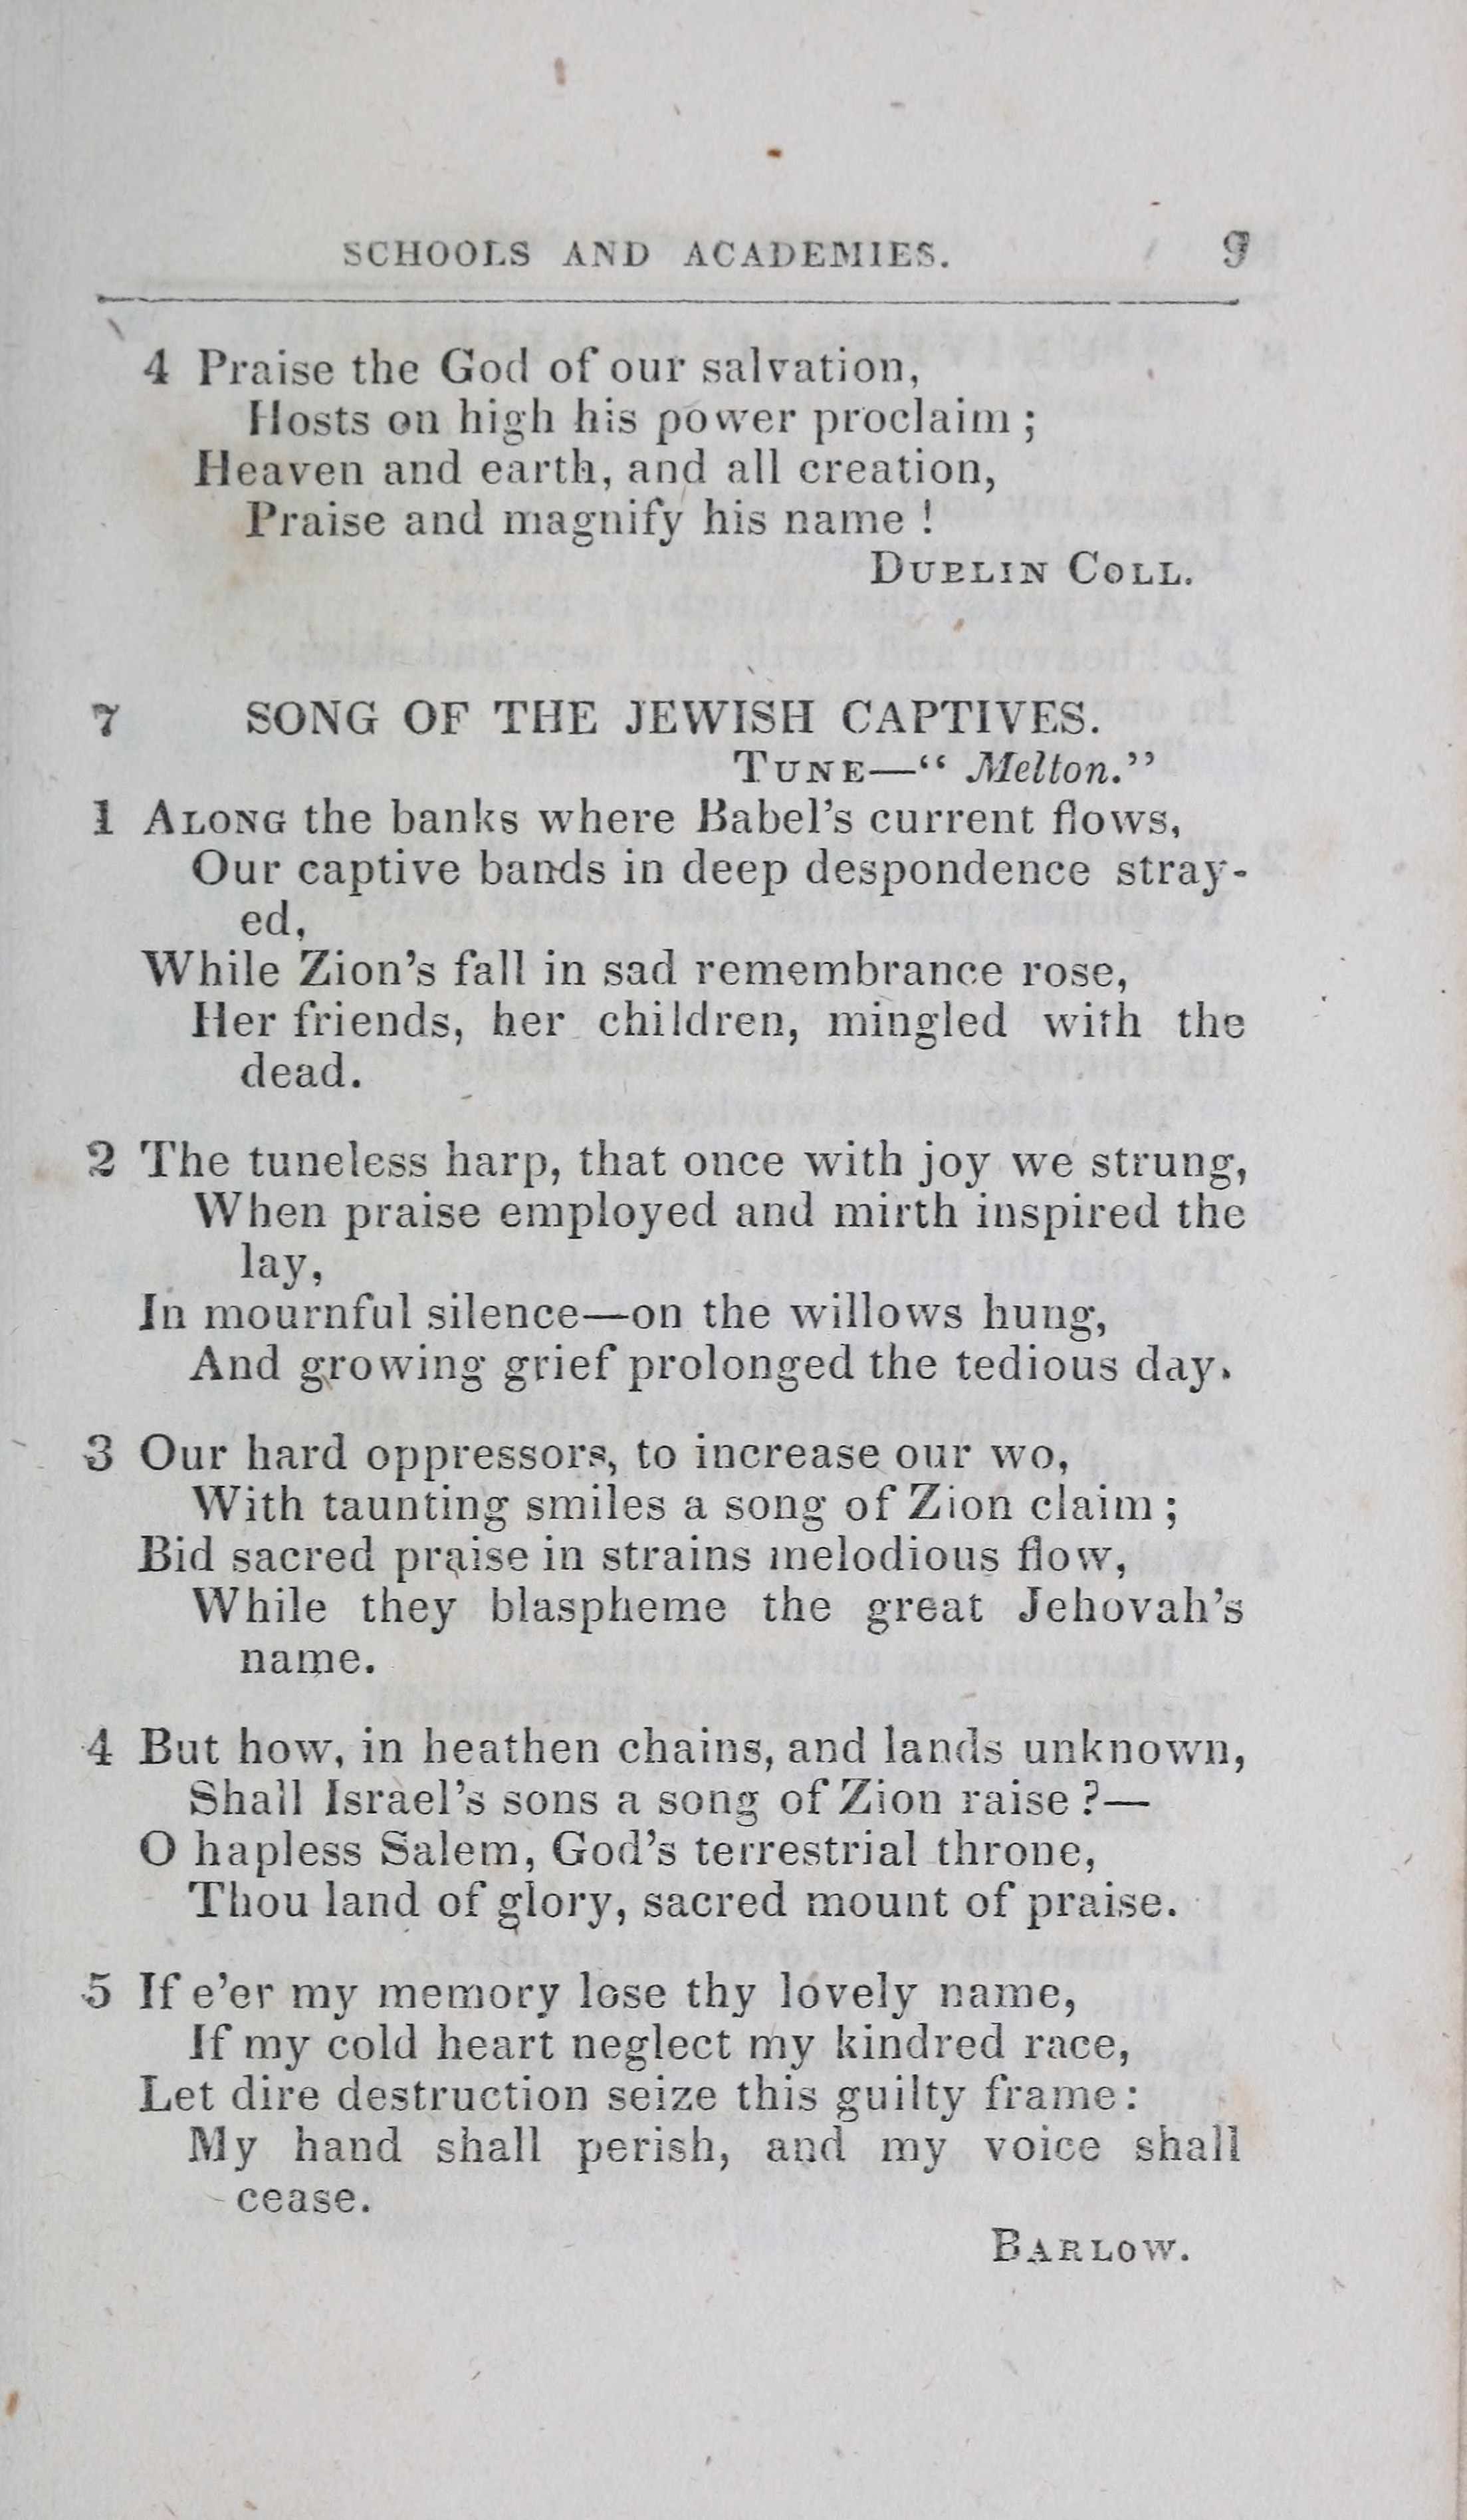 SCHOOLS AND ACADEMIES. 9
4 Praise the God of our salvation,
Hosts on high his power proclaim ;
Heaven and earth, and all creation,
Praise and magnify his name !
DUBLIN COLL.
7 SONG OF THE JEWISH CAPTIVES.
TUNE—“ Melton.”
1 ALONG the banks where Babel’s current flows,
Our captive bands in deep despondence stray-
ed,
While Zion’s fall in sad remembrance rose,
Her friends, her children, mingled with the
dead.
2 The tuneless harp, that once with joy we strung,
When praise employed and mirth inspired the
lay,
In mournful silence—on the willows hung,
And growing grief prolonged the tedious day.
3 Our hard oppressors, to increase our wo,
With taunting smiles a song of Zion claim ;
Bid sacred praise in strains melodious flow,
While they blaspheme the great Jehovah’s
name.
4 But how, in heathen chains, and lands unknown,
Shall Israel’s sons a song of Zion raise ?—
O hapless Salem, God’s terrestrial throne,
Thou land of glory, sacred mount of praise.
5 If e’er my memory lose thy lovely name,
If my cold heart neglect my kindred race,
Let dire destruction seize this guilty frame :
My hand shall perish, and my voice shall
cease.
BARLOW.